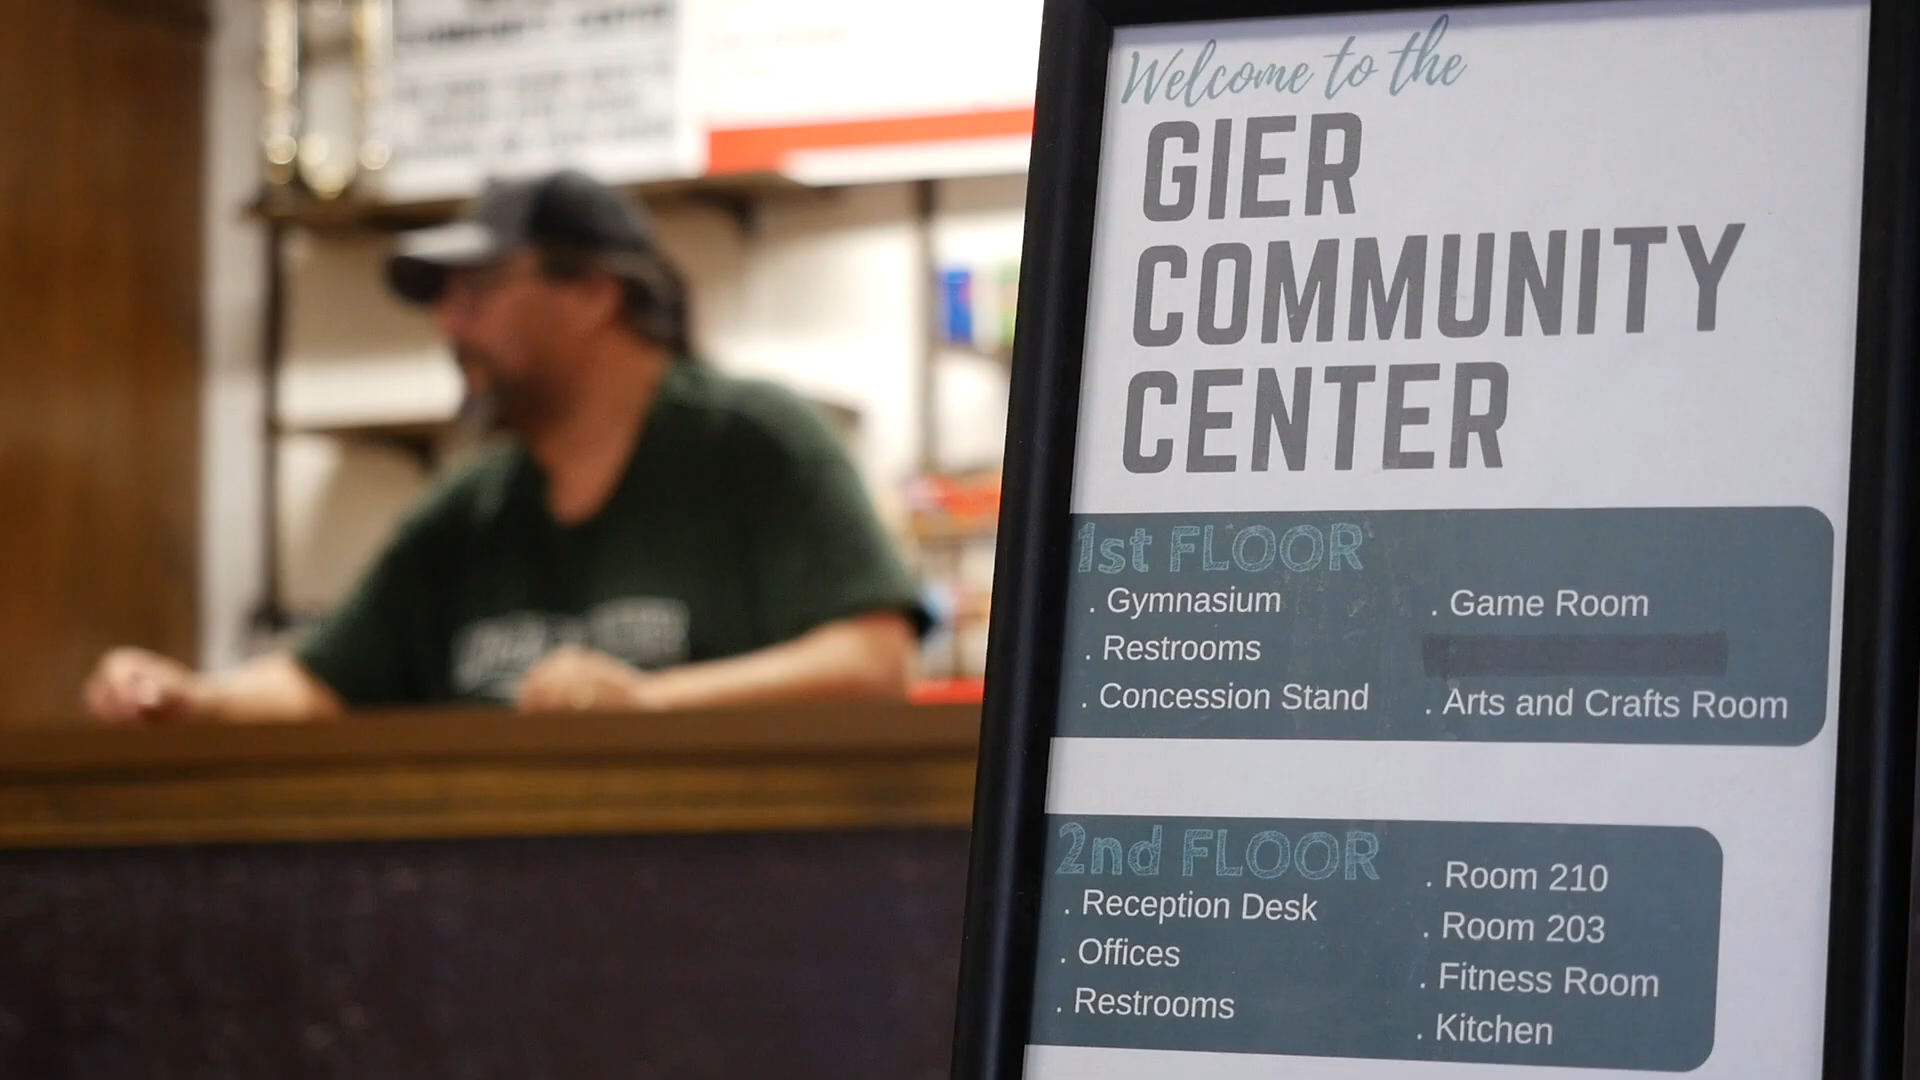 Welcome to the
GIER
COMMUNITY
CENTER
1st FLOOR
. Gymnasium
. Restrooms
. Concession Stand
. Game Room
. Arts and Crafts Room
2nd FLOOR
. Reception Desk
. Offices
. Restrooms
. Room 210
. Room 203
. Fitness Room
. Kitchen